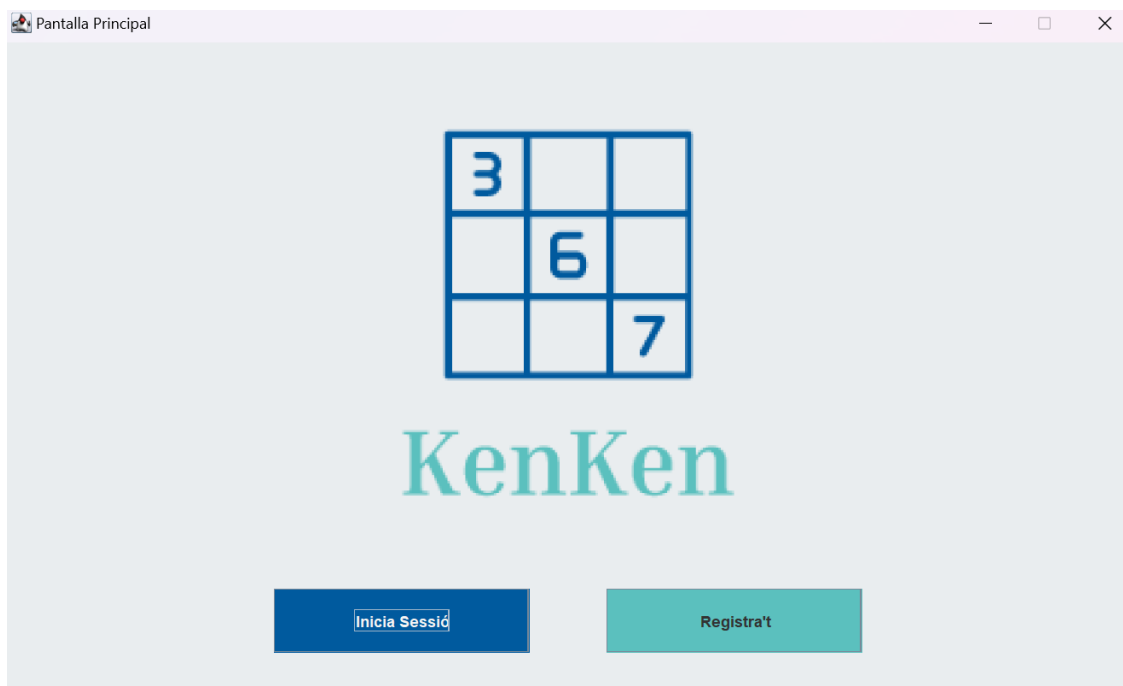 Pantalla Principal
3
6
7
KenKen
Inicia Sessió
Registra't